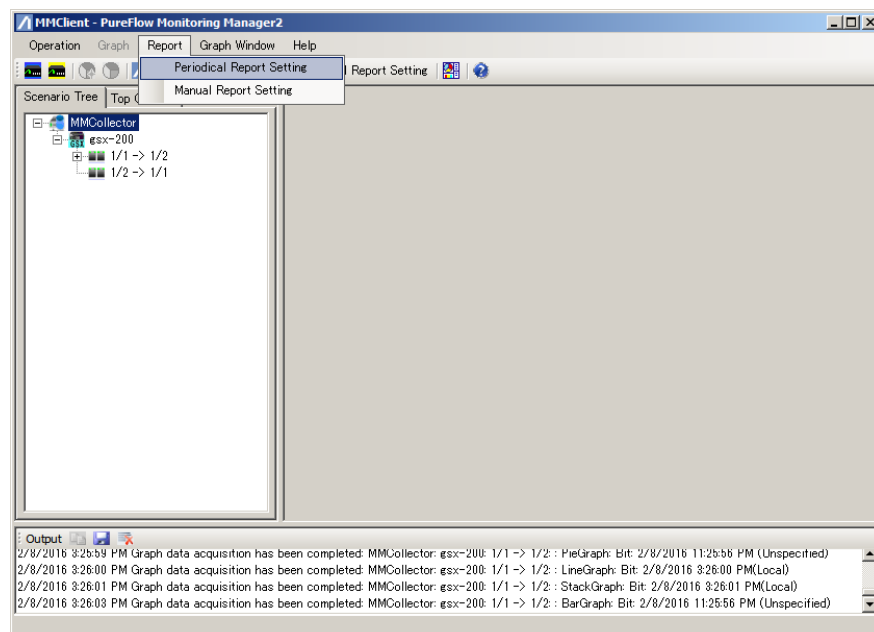 MMClient - PureFlow Monitoring Manager2
Operation Graph Report Graph Window Help
Periodical Report Setting
Manual Report Setting
Report Setting
Scenario Tree Top
MMCollector
GSX gsx-200
1/1 -> 1/2
1/2 -> 1/1
Output
2/8/2016 3:25:59 PM Graph data acquisition has been completed: MMCollector: gsx-200: 1/1 -> 1/2: : PieGraph: Bit: 2/8/2016 11:25:56 PM (Unspecified)
2/8/2016 3:26:00 PM Graph data acquisition has been completed: MMCollector: gsx-200: 1/1 -> 1/2: : LineGraph: Bit: 2/8/2016 3:26:00 PM(Local)
2/8/2016 3:26:01 PM Graph data acquisition has been completed: MMCollector: gsx-200: 1/1 -> 1/2: : StackGraph: Bit: 2/8/2016 3:26:01 PM(Local)
2/8/2016 3:26:03 PM Graph data acquisition has been completed: MMCollector: gsx-200: 1/1 -> 1/2: : BarGraph: Bit: 2/8/2016 11:25:56 PM (Unspecified)